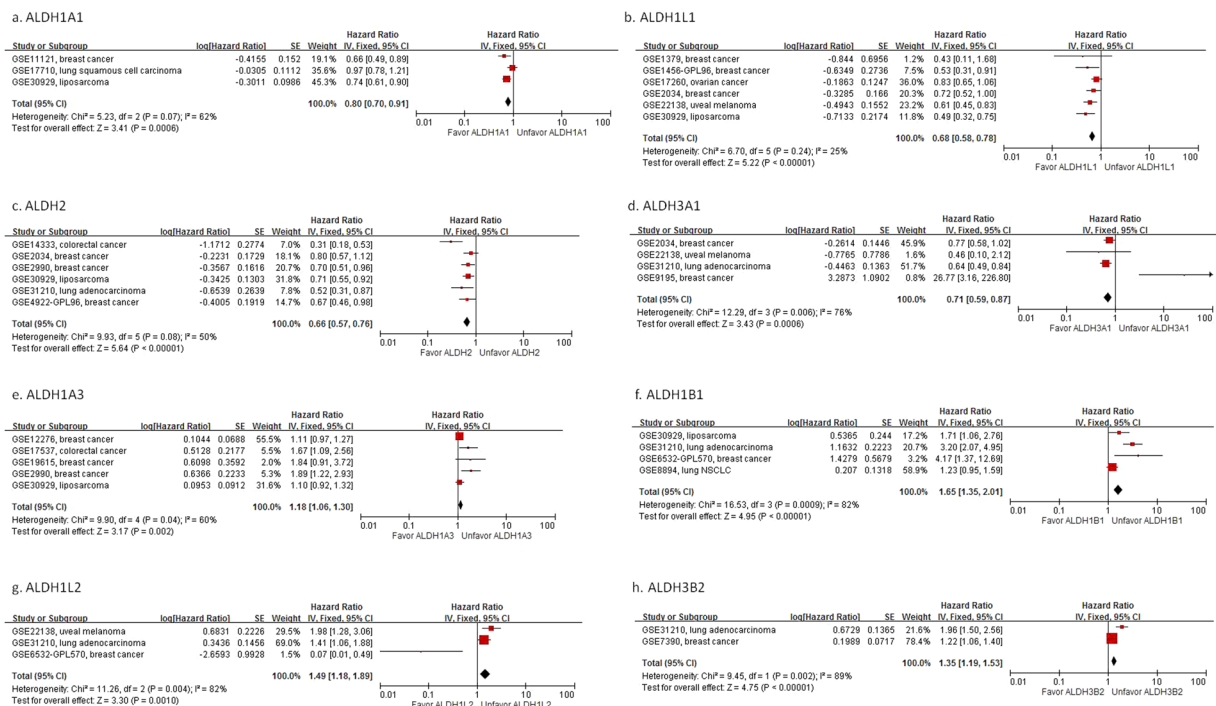 a. ALDH1A1
Hazard Ratio Hazard Ratio
Study or Subgroup log[Hazard Ratio] SE Weight IV, Fixed, 95% CI IV, Fixed, 95% CI
GSE11121, breast cancer -0.4155 0.152 19.1% 0.66 [0.49, 0.89]
GSE17710, lung squamous cell carcinoma -0.0305 0.1112 35.6% 0.97 [0.78, 1.21]
GSE30929, liposarcoma -0.3011 0.0986 45.3% 0.74 [0.61, 0.90]
Total (95% CI) 100.0% 0.80 [0.70, 0.91]
Heterogeneity: Chi² = 5.23, df = 2 (P = 0.07); I² = 62%
Test for overall effect: Z = 3.41 (P = 0.0006)
0.01 0.1 1 10 100
Favor ALDH1A1 Unfavor ALDH1A1
b. ALDH1L1
Hazard Ratio Hazard Ratio
Study or Subgroup log[Hazard Ratio] SE Weight IV, Fixed, 95% CI IV, Fixed, 95% CI
GSE1379, breast cancer -0.844 0.6956 1.2% 0.43 [0.11, 1.68]
GSE1456-GPL96, breast cancer -0.6349 0.2736 7.5% 0.53 [0.31, 0.91]
GSE17260, ovarian cancer -0.1863 0.1247 36.0% 0.83 [0.65, 1.06]
GSE2034, breast cancer -0.3285 0.166 20.3% 0.72 [0.52, 1.00]
GSE22138, uveal melanoma -0.4943 0.1552 23.2% 0.61 [0.45, 0.83]
GSE30929, liposarcoma -0.7133 0.2174 11.8% 0.49 [0.32, 0.75]
Total (95% CI) 100.0% 0.68 [0.58, 0.78]
Heterogeneity: Chi² = 6.70, df = 5 (P = 0.24); I² = 25%
Test for overall effect: Z = 5.22 (P < 0.00001)
0.01 0.1 1 10 100
Favor ALDH1L1 Unfavor ALDH1L1
c. ALDH2
Hazard Ratio Hazard Ratio
Study or Subgroup log[Hazard Ratio] SE Weight IV, Fixed, 95% CI IV, Fixed, 95% CI
GSE14333, colorectal cancer -1.1712 0.2774 7.0% 0.31 [0.18, 0.53]
GSE2034, breast cancer -0.2231 0.1729 18.1% 0.80 [0.57, 1.12]
GSE2990, breast cancer -0.3567 0.1616 20.7% 0.70 [0.51, 0.96]
GSE30929, liposarcoma -0.3425 0.1303 31.8% 0.71 [0.55, 0.92]
GSE31210, lung adenocarcinoma -0.6539 0.2639 7.8% 0.52 [0.31, 0.87]
GSE4922-GPL96, breast cancer -0.4005 0.1919 14.7% 0.67 [0.46, 0.98]
Total (95% CI) 100.0% 0.66 [0.57, 0.76]
Heterogeneity: Chi² = 9.93, df = 5 (P = 0.08); I² = 50%
Test for overall effect: Z = 5.64 (P < 0.00001)
0.01 0.1 1 10 100
Favor ALDH2 Unfavor ALDH2
d. ALDH3A1
Hazard Ratio Hazard Ratio
Study or Subgroup log[Hazard Ratio] SE Weight IV, Fixed, 95% CI IV, Fixed, 95% CI
GSE2034, breast cancer -0.2614 0.1446 45.9% 0.77 [0.58, 1.02]
GSE22138, uveal melanoma -0.7765 0.7786 1.6% 0.46 [0.10, 2.12]
GSE31210, lung adenocarcinoma -0.4463 0.1363 51.7% 0.64 [0.49, 0.84]
GSE9195, breast cancer 3.2873 1.0902 0.8% 26.77 [3.16, 226.80]
Total (95% CI) 100.0% 0.71 [0.59, 0.87]
Heterogeneity: Chi² = 12.29, df = 3 (P = 0.006); I² = 76%
Test for overall effect: Z = 3.43 (P = 0.0006)
0.01 0.1 1 10 100
Favor ALDH3A1 Unfavor ALDH3A1
e. ALDH1A3
Hazard Ratio Hazard Ratio
Study or Subgroup log[Hazard Ratio] SE Weight IV, Fixed, 95% CI IV, Fixed, 95% CI
GSE12276, breast cancer 0.1044 0.0688 55.5% 1.11 [0.97, 1.27]
GSE17537, colorectal cancer 0.5128 0.2177 5.5% 1.67 [1.09, 2.56]
GSE19615, breast cancer 0.6098 0.3592 2.0% 1.84 [0.91, 3.72]
GSE2990, breast cancer 0.6366 0.2233 5.3% 1.89 [1.22, 2.93]
GSE30929, liposarcoma 0.0953 0.0912 31.6% 1.10 [0.92, 1.32]
Total (95% CI) 100.0% 1.18 [1.06, 1.30]
Heterogeneity: Chi² = 9.90, df = 4 (P = 0.04); I² = 60%
Test for overall effect: Z = 3.17 (P = 0.002)
0.01 0.1 1 10 100
Favor ALDH1A3 Unfavor ALDH1A3
f. ALDH1B1
Hazard Ratio Hazard Ratio
Study or Subgroup log[Hazard Ratio] SE Weight IV, Fixed, 95% CI IV, Fixed, 95% CI
GSE30929, liposarcoma 0.5365 0.244 17.2% 1.71 [1.06, 2.76]
GSE31210, lung adenocarcinoma 1.1632 0.2223 20.7% 3.20 [2.07, 4.95]
GSE6532-GPL570, breast cancer 1.4279 0.5679 3.2% 4.17 [1.37, 12.69]
GSE8894, lung NSCLC 0.207 0.1318 58.9% 1.23 [0.95, 1.59]
Total (95% CI) 100.0% 1.65 [1.35, 2.01]
Heterogeneity: Chi² = 16.53, df = 3 (P = 0.0009); I² = 82%
Test for overall effect: Z = 4.95 (P < 0.00001)
0.01 0.1 1 10 100
Favor ALDH1B1 Unfavor ALDH1B1
g. ALDH1L2
Hazard Ratio Hazard Ratio
Study or Subgroup log[Hazard Ratio] SE Weight IV, Fixed, 95% CI IV, Fixed, 95% CI
GSE22138, uveal melanoma 0.6831 0.2226 29.5% 1.98 [1.28, 3.06]
GSE31210, lung adenocarcinoma 0.3436 0.1456 69.0% 1.41 [1.06, 1.88]
GSE6532-GPL570, breast cancer -2.6593 0.9928 1.5% 0.07 [0.01, 0.49]
Total (95% CI) 100.0% 1.49 [1.18, 1.89]
Heterogeneity: Chi² = 11.26, df = 2 (P = 0.004); I² = 82%
Test for overall effect: Z = 3.30 (P = 0.0010)
0.01 0.1 1 10 100
Favor ALDH1L2 Unfavor ALDH1L2
h. ALDH3B2
Hazard Ratio Hazard Ratio
Study or Subgroup log[Hazard Ratio] SE Weight IV, Fixed, 95% CI IV, Fixed, 95% CI
GSE31210, lung adenocarcinoma 0.6729 0.1365 21.6% 1.96 [1.50, 2.56]
GSE7390, breast cancer 0.1989 0.0717 78.4% 1.22 [1.06, 1.40]
Total (95% CI) 100.0% 1.35 [1.19, 1.53]
Heterogeneity: Chi² = 9.45, df = 1 (P = 0.002); I² = 89%
Test for overall effect: Z = 4.75 (P < 0.00001)
0.01 0.1 1 10 100
Favor ALDH3B2 Unfavor ALDH3B2